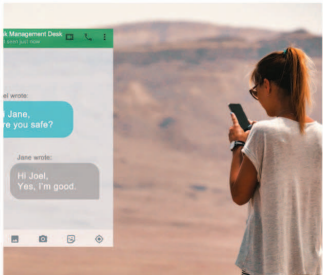 k Management Desk
el wrote:
i Jane,
re you safe?
Jane wrote:
Hi Joel,
Yes, I'm good.